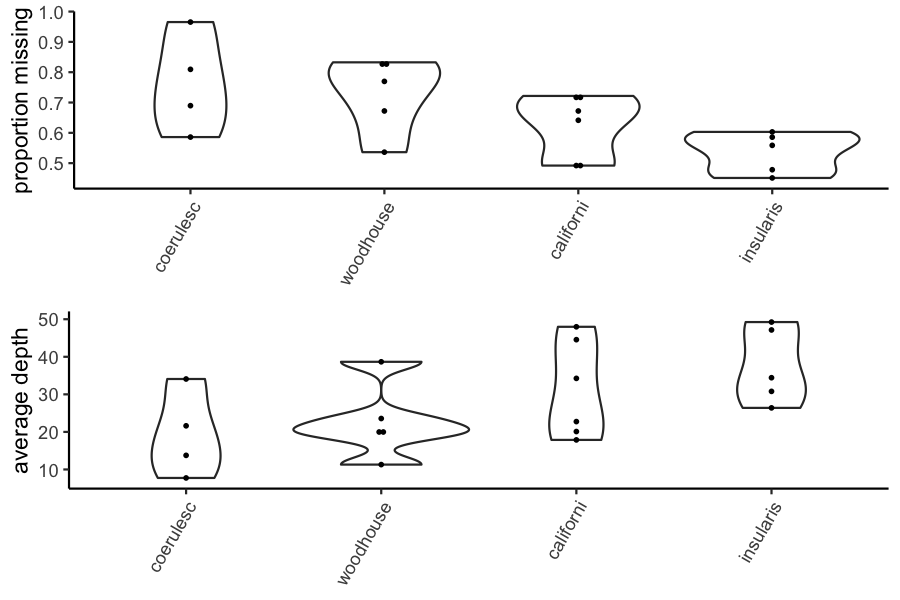 proportion missing
1.0
0.9
0.8
0.7
0.6
0.5
coerulesc
woodhouse
californi
insularis
average depth
50
40
30
20
10
coerulesc
woodhouse
californi
insularis